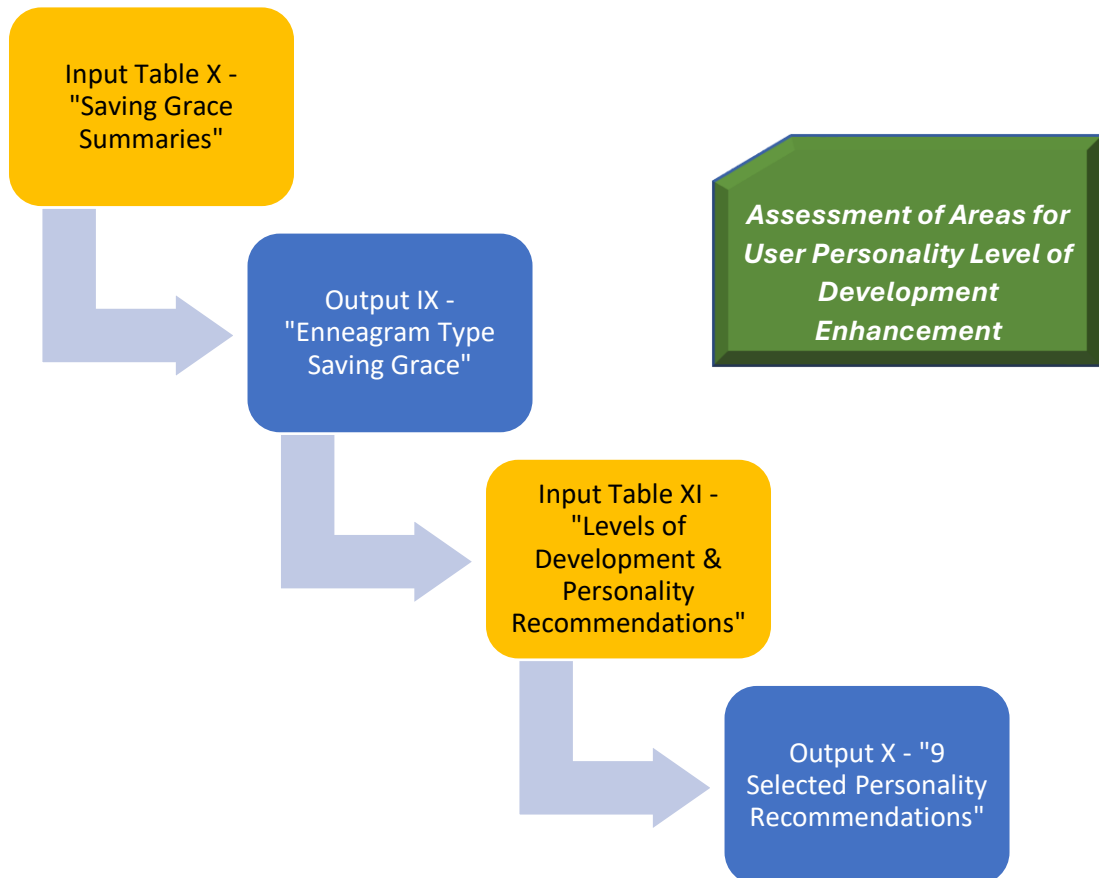 Input Table X -
"Saving Grace
Summaries"
Assessment of Areas for
User Personality Level of
Development
Enhancement
Output IX -
"Enneagram Type
Saving Grace"
Input Table XI -
"Levels of
Development &
Personality
Recommendations"
Output X - "9
Selected Personality
Recommendations"